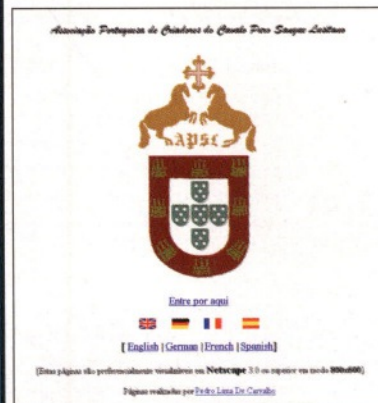 Associação Portuguesa de Criadores do Cavalo Puro Sangue Lusitano
APSL
Entre por aqui
[ English | German | French | Spanish]
[Estas páginas são preferencialmente visualizáveis em Netscape 3.0 ou superior em modo 800x600]
Páginas realizadas por Pedro Luna De Carvalho